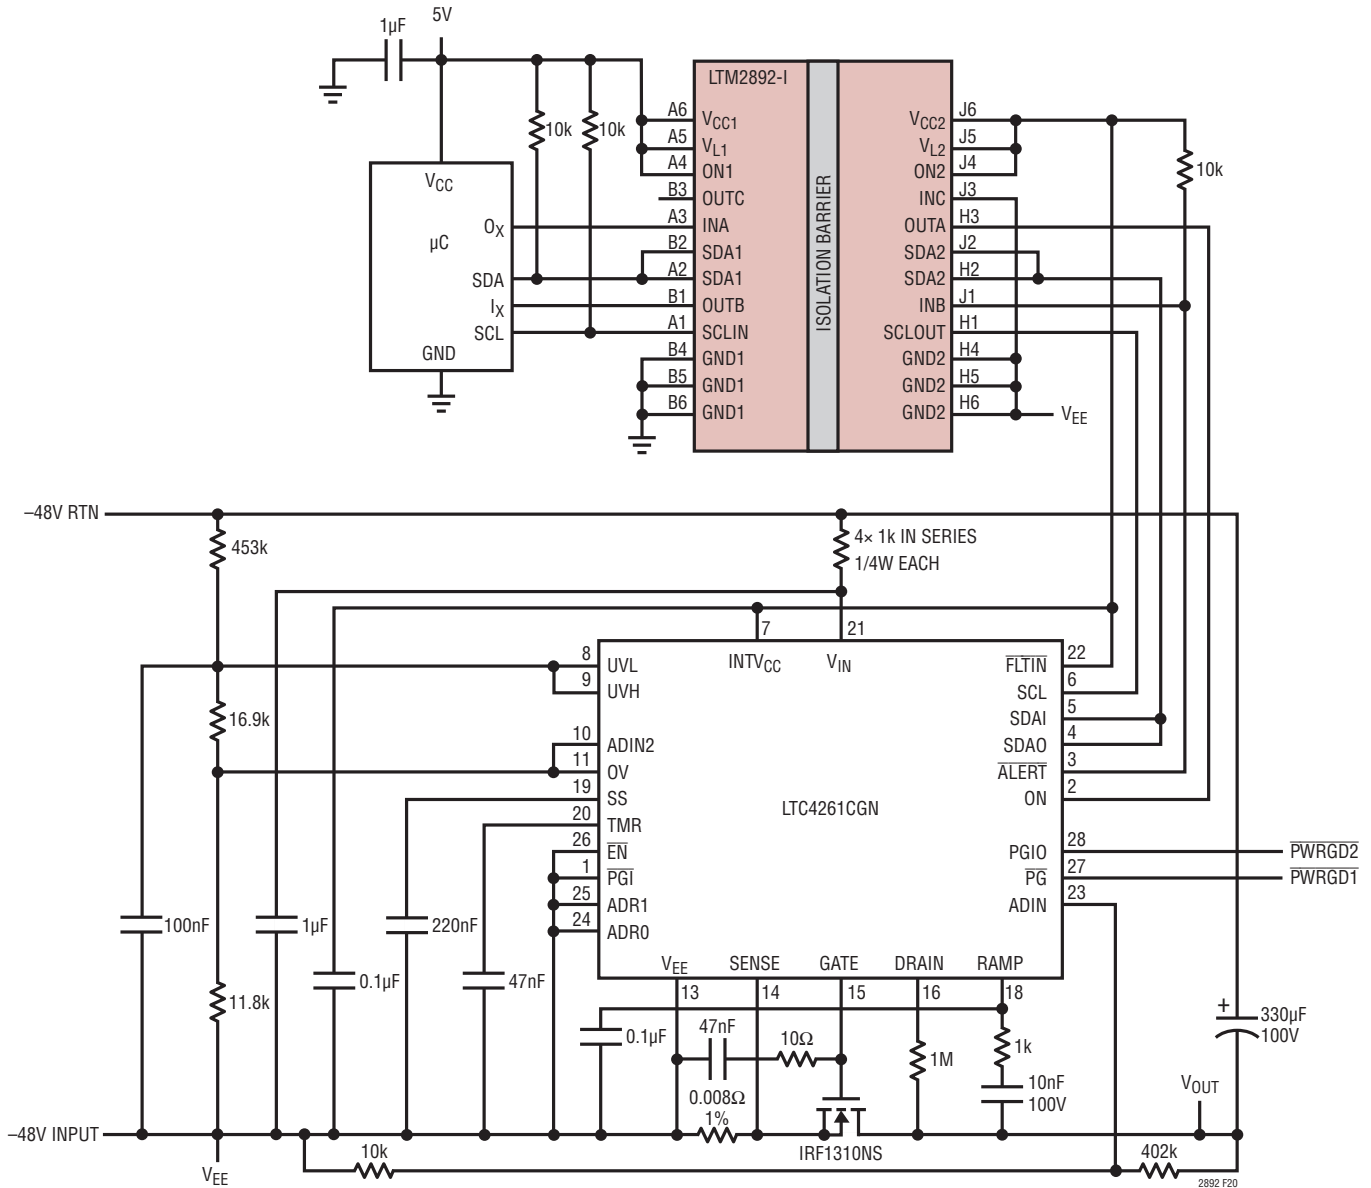 1µF
5V
LTM2892-I
ISOLATION BARRIER
10k
10k
A6
VCC1
A5
VL1
A4
ON1
B3
OUTC
A3
INA
B2
SDA1
A2
SDA1
B1
OUTB
A1
SCLIN
B4
GND1
B5
GND1
B6
GND1
VCC2
J6
VL2
J5
ON2
J4
INC
J3
OUTA
H3
SDA2
J2
SDA2
H2
INB
J1
SCLOUT
H1
GND2
H4
GND2
H5
GND2
H6
VEE
10k
VCC
µC
OX
SDA
IX
SCL
GND
–48V RTN
453k
4× 1k IN SERIES
1/4W EACH
7
21
INTVCC
VIN
8
UVL
9
UVH
16.9k
10
ADIN2
11
OV
19
SS
20
TMR
26
EN
1
PGI
25
ADR1
24
ADR0
LTC4261CGN
FLTIN
22
SCL
6
SDAI
5
SDAO
4
ALERT
3
ON
2
PGIO
28
PWRGD2
PG
27
PWRGD1
ADIN
23
100nF
1µF
220nF
11.8k
0.1µF
47nF
VEE
SENSE
GATE
DRAIN
RAMP
13
14
15
16
18
0.1µF
47nF
10Ω
1M
1k
10nF
100V
+
330µF
100V
0.008Ω
1%
VOUT
–48V INPUT
IRF1310NS
VEE
10k
402k
2892 F20